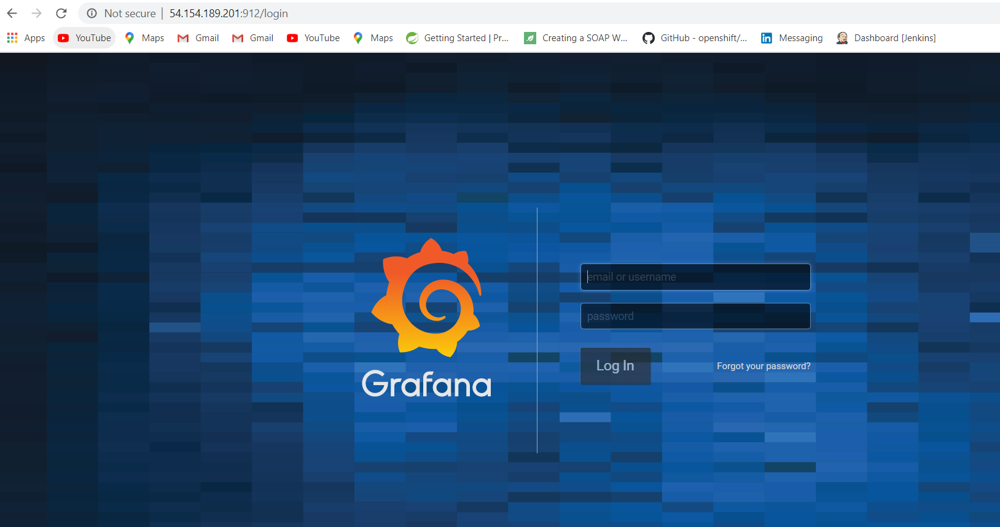 Not secure | 54.154.189.201:912/login
Apps YouTube Maps Gmail Gmail YouTube Maps Getting Started | Pr... Creating a SOAP W... GitHub - openshift/... Messaging Dashboard [Jenkins]
email or username
password
Log In Forgot your password?
Grafana